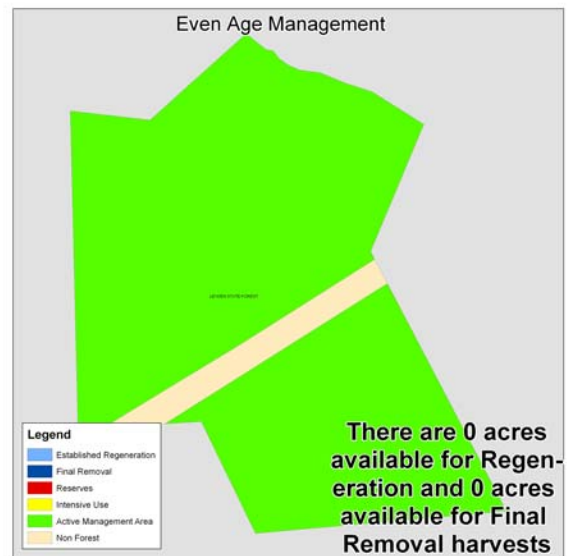 Even Age Management
Legend
Established Regeneration
Final Removal
Reserves
Intensive Use
Active Management Area
Non Forest
There are 0 acres
available for Regen-
eration and 0 acres
available for Final
Removal harvests